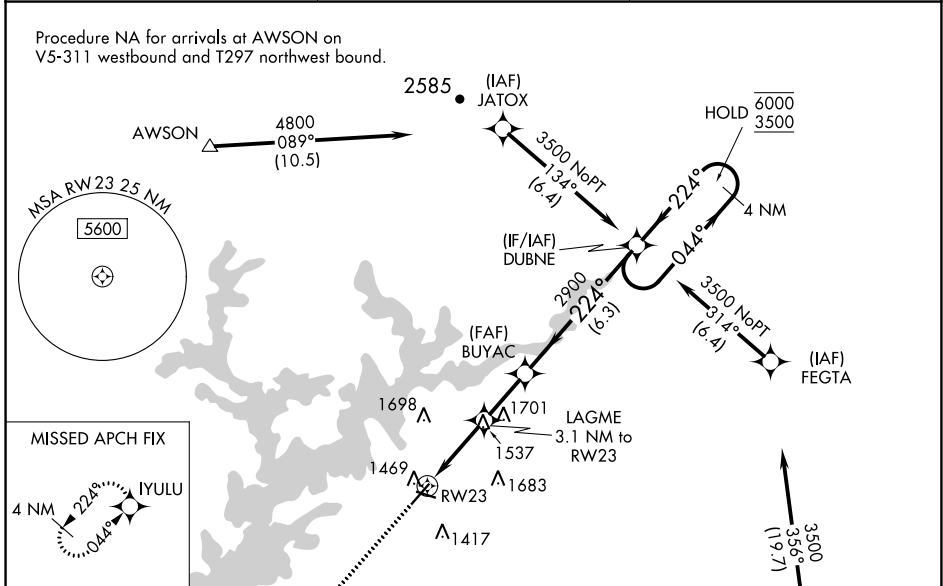 Procedure NA for arrivals at AWSON on
V5-311 westbound and T297 northwest bound.
2585
(IAF)
JATOX
HOLD
6000
3500
AWSON
4800
089°
(10.5)
3500 NoPT
134°
(6.4)
224°
4 NM
044°
MSA RW 23 25 NM
5600
(IF/IAF)
DUBNE
2900
224°
(6.3)
3500 NoPT
314°
(6.4)
(IAF)
FEGTA
(FAF)
BUYAC
1698
1701
LAGME
3.1 NM to
RW23
1537
1469
RW23
1683
1417
MISSED APCH FIX
IYULU
4 NM
224°
044°
3500
356°
(19.7)